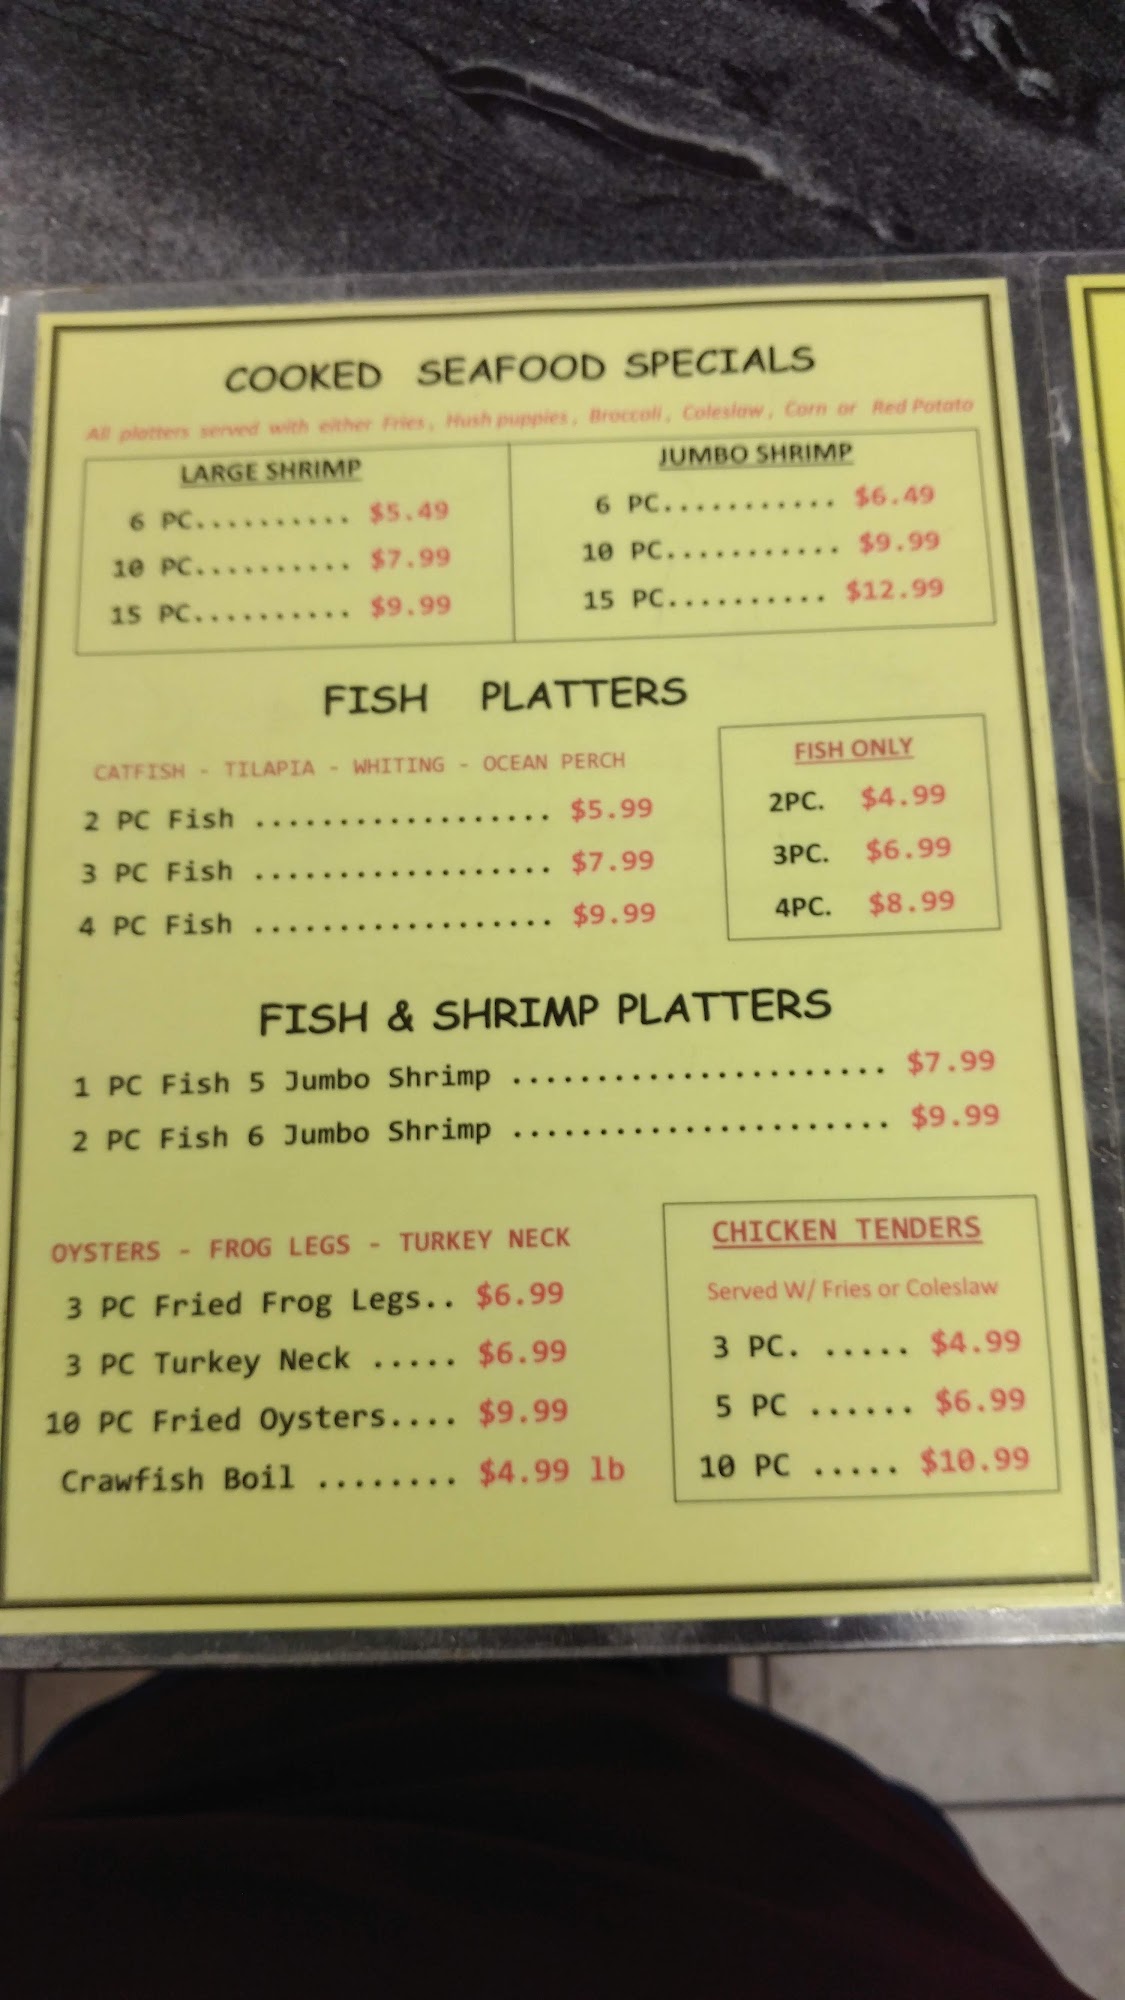 COOKED SEAFOOD SPECIALS
All platters served with either Fries, Hush puppies, Broccoli, Coleslaw, Corn or Red Potato
LARGE SHRIMP
6 PC.......... $5.49
10 PC.......... $7.99
15 PC.......... $9.99
JUMBO SHRIMP
6 PC........... $6.49
10 PC........... $9.99
15 PC.......... $12.99
FISH PLATTERS
CATFISH - TILAPIA - WHITING - OCEAN PERCH
2 PC Fish .................. $5.99
3 PC Fish .................. $7.99
4 PC Fish .................. $9.99
FISH ONLY
2PC. $4.99
3PC. $6.99
4PC. $8.99
FISH & SHRIMP PLATTERS
1 PC Fish 5 Jumbo Shrimp ...................... $7.99
2 PC Fish 6 Jumbo Shrimp ...................... $9.99
OYSTERS - FROG LEGS - TURKEY NECK
3 PC Fried Frog Legs.. $6.99
3 PC Turkey Neck ..... $6.99
10 PC Fried Oysters.... $9.99
Crawfish Boil ........ $4.99 lb
CHICKEN TENDERS
Served W/ Fries or Coleslaw
3 PC. ..... $4.99
5 PC ...... $6.99
10 PC ..... $10.99